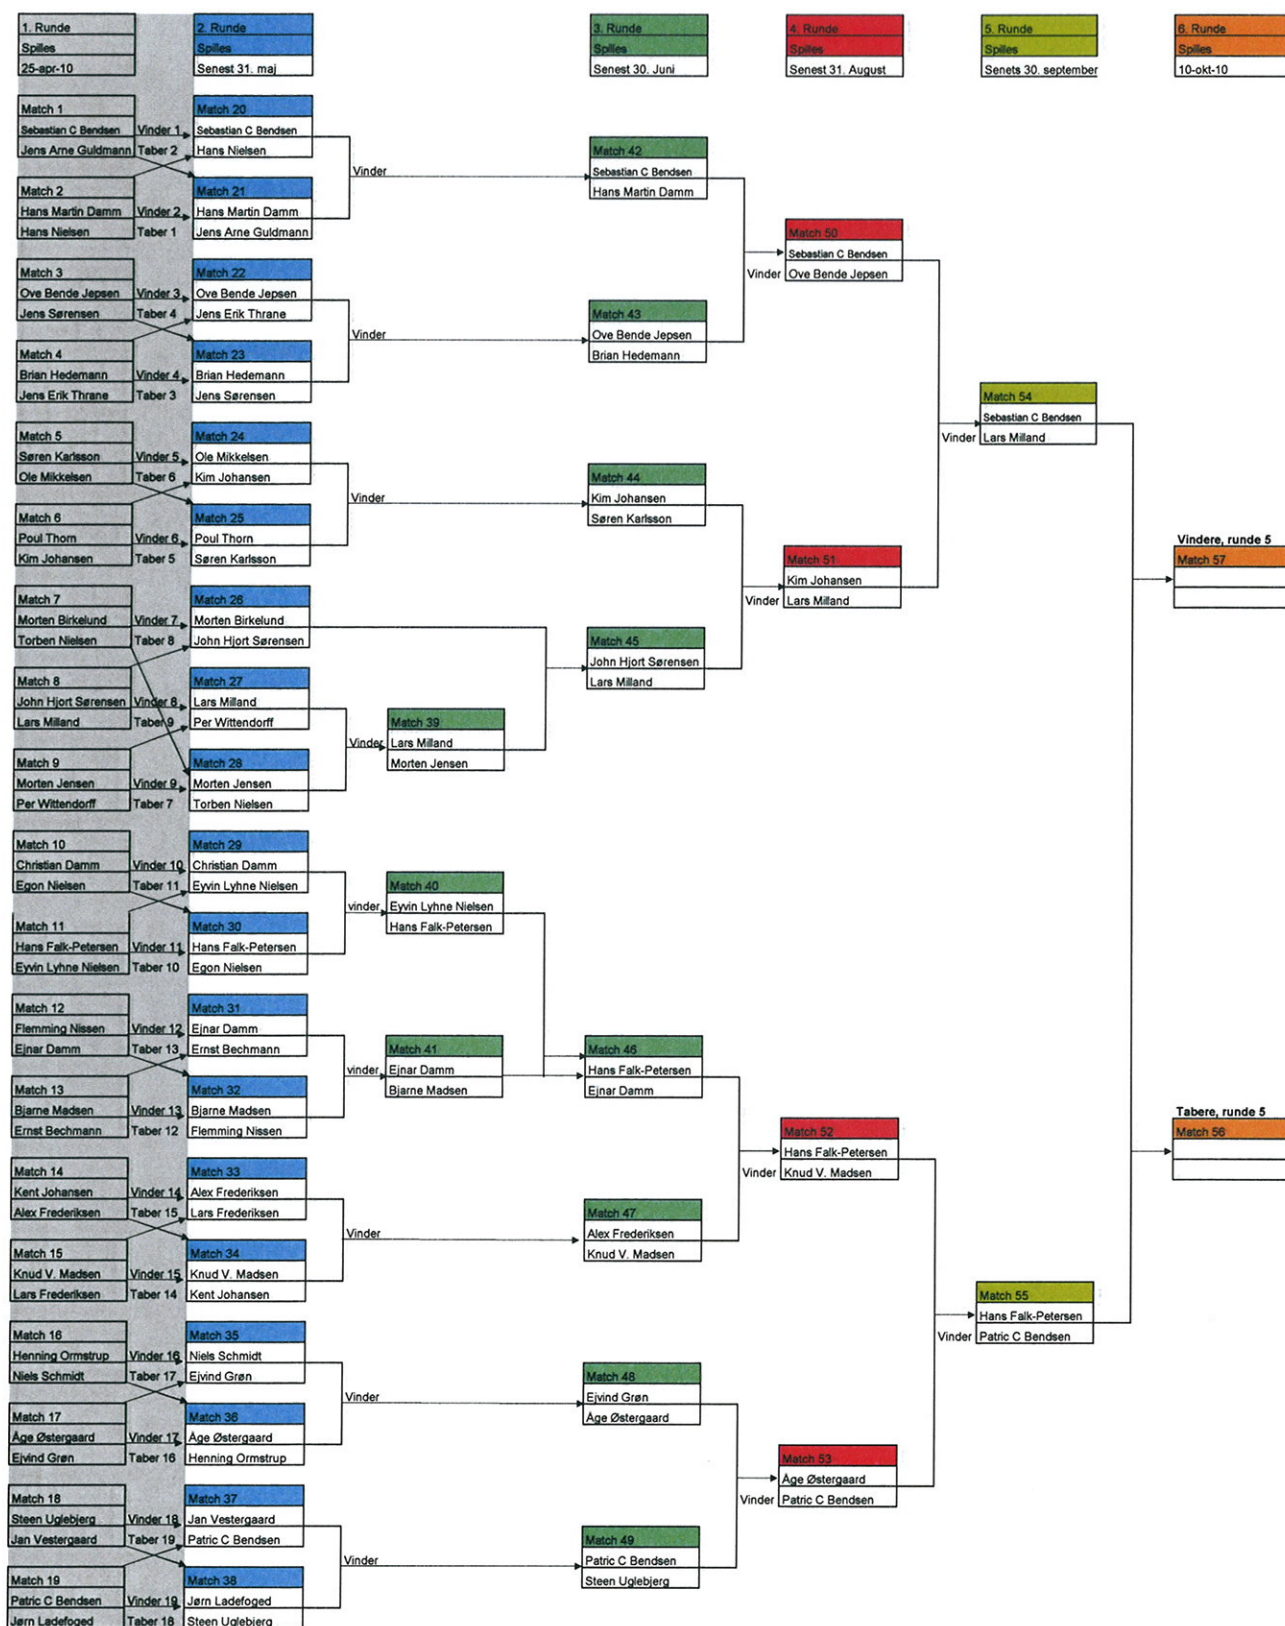 1. Runde
Spilles
25-apr-10
2. Runde
Spilles
Senest 31. maj
3. Runde
Spilles
Senest 30. Juni
4. Runde
Spilles
Senest 31. August
5. Runde
Spilles
Senets 30. september
6. Runde
Spilles
10-okt-10
Match 1
Sebastian C Bendsen
Jens Arne Guldmann
Vinder 1
Taber 2
Match 2
Hans Martin Damm
Hans Nielsen
Vinder 2
Taber 1
Match 3
Ove Bende Jepsen
Jens Sørensen
Vinder 3
Taber 4
Match 4
Brian Hedemann
Jens Erik Thrane
Vinder 4
Taber 3
Match 5
Søren Karlsson
Ole Mikkelsen
Vinder 5
Taber 6
Match 6
Poul Thorn
Kim Johansen
Vinder 6
Taber 5
Match 7
Morten Birkelund
Torben Nielsen
Vinder 7
Taber 8
Match 8
John Hjort Sørensen
Lars Milland
Vinder 8
Taber 9
Match 9
Morten Jensen
Per Wittendorff
Vinder 9
Taber 7
Match 10
Christian Damm
Egon Nielsen
Vinder 10
Taber 11
Match 11
Hans Falk-Petersen
Eyvin Lyhne Nielsen
Vinder 11
Taber 10
Match 12
Flemming Nissen
Ejnar Damm
Vinder 12
Taber 13
Match 13
Bjarne Madsen
Ernst Bechmann
Vinder 13
Taber 12
Match 14
Kent Johansen
Alex Frederiksen
Vinder 14
Taber 15
Match 15
Knud V. Madsen
Lars Frederiksen
Vinder 15
Taber 14
Match 16
Henning Ormstrup
Niels Schmidt
Vinder 16
Taber 17
Match 17
Åge Østergaard
Ejvind Grøn
Vinder 17
Taber 16
Match 18
Steen Uglebjerg
Jan Vestergaard
Vinder 18
Taber 19
Match 19
Patric C Bendsen
Jørn Ladefoged
Vinder 19
Taber 18
Match 20
Sebastian C Bendsen
Hans Nielsen
Match 21
Hans Martin Damm
Jens Arne Guldmann
Vinder
Match 22
Ove Bende Jepsen
Jens Erik Thrane
Match 23
Brian Hedemann
Jens Sørensen
Vinder
Match 24
Ole Mikkelsen
Kim Johansen
Match 25
Poul Thorn
Søren Karlsson
Vinder
Match 26
Morten Birkelund
John Hjort Sørensen
Match 27
Lars Milland
Per Wittendorff
Match 28
Morten Jensen
Torben Nielsen
Vinder
Match 29
Christian Damm
Eyvin Lyhne Nielsen
Match 30
Hans Falk-Petersen
Egon Nielsen
vinder
Match 31
Ejnar Damm
Ernst Bechmann
Match 32
Bjarne Madsen
Flemming Nissen
vinder
Match 33
Alex Frederiksen
Lars Frederiksen
Match 34
Knud V. Madsen
Kent Johansen
Vinder
Match 35
Niels Schmidt
Ejvind Grøn
Match 36
Åge Østergaard
Henning Ormstrup
Vinder
Match 37
Jan Vestergaard
Patric C Bendsen
Match 38
Jørn Ladefoged
Steen Uglebjerg
Vinder
Match 39
Lars Milland
Morten Jensen
Match 40
Eyvin Lyhne Nielsen
Hans Falk-Petersen
Match 41
Ejnar Damm
Bjarne Madsen
Match 42
Sebastian C Bendsen
Hans Martin Damm
Match 43
Ove Bende Jepsen
Brian Hedemann
Match 44
Kim Johansen
Søren Karlsson
Match 45
John Hjort Sørensen
Lars Milland
Match 46
Hans Falk-Petersen
Ejnar Damm
Match 47
Alex Frederiksen
Knud V. Madsen
Match 48
Ejvind Grøn
Åge Østergaard
Match 49
Patric C Bendsen
Steen Uglebjerg
Match 50
Sebastian C Bendsen
Vinder
Ove Bende Jepsen
Match 51
Kim Johansen
Vinder
Lars Milland
Match 52
Hans Falk-Petersen
Vinder
Knud V. Madsen
Match 53
Åge Østergaard
Vinder
Patric C Bendsen
Match 54
Sebastian C Bendsen
Vinder
Lars Milland
Match 55
Hans Falk-Petersen
Vinder
Patric C Bendsen
Vindere, runde 5
Match 57
Tabere, runde 5
Match 56